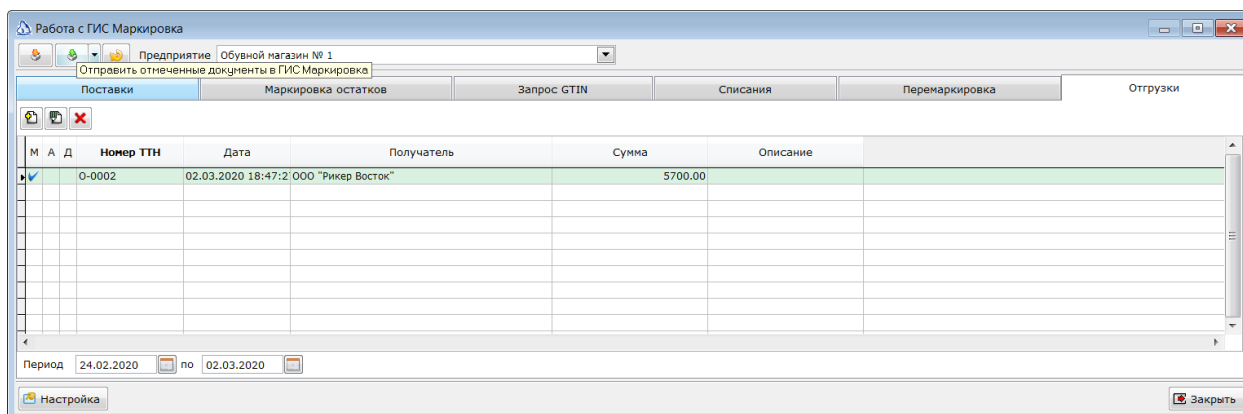 Работа с ГИС Маркировка
Предприятие Обувной магазин № 1
Отправить отмеченные документы в ГИС Маркировка
Поставки Маркировка остатков Запрос GTIN Списания Перемаркировка Отгрузки
М А Д Номер ТТН Дата Получатель Сумма Описание
О-0002 02.03.2020 18:47:2 ООО "Рикер Восток" 5700.00
Период 24.02.2020 по 02.03.2020
Настройка Закрыть